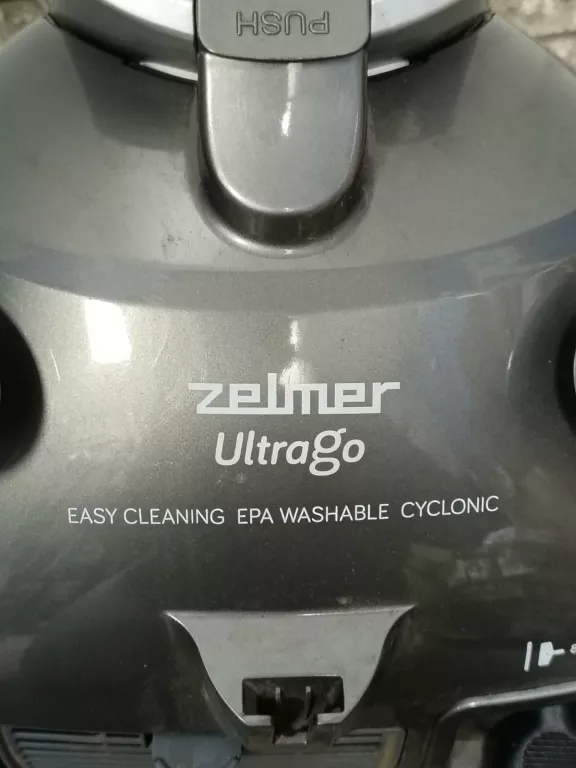 PUSH
zelmer
Ultrago
EASY CLEANING EPA WASHABLE CYCLONIC